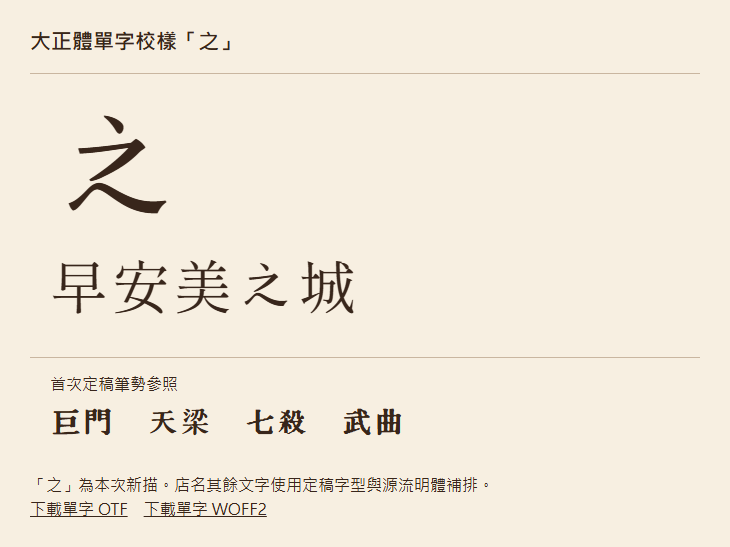 大正體單字校樣「之」
之
早安美之城
首次定稿筆勢參照
巨門 天梁 七殺 武曲
「之」為本次新描。店名其餘文字使用定稿字型與源流明體補排。
下載單字 OTF 下載單字 WOFF2